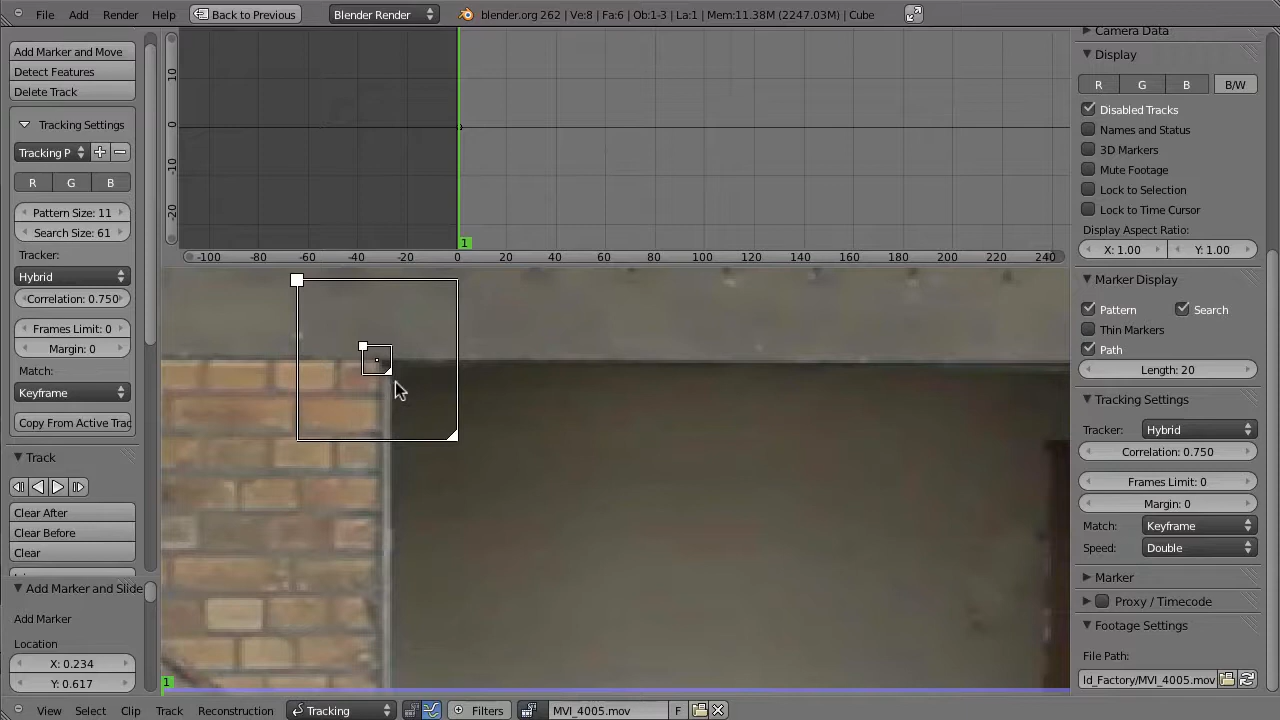 File Add Render Help Back to Previous Blender Render blender.org 262 | Ve:8 | Fa:6 | Ob:1-3 | La:1 | Mem:11.38M (2247.03M) | Cube
Add Marker and Move
Detect Features
Delete Track
Tracking Settings
Tracking P
R G B
Pattern Size: 11
Search Size: 61
Tracker:
Hybrid
Correlation: 0.750
Frames Limit: 0
Margin: 0
Match:
Keyframe
Copy From Active Trac
Track
Clear After
Clear Before
Clear
Add Marker and Slide
Add Marker
Location
X: 0.234
Y: 0.617
10
0
-10
-20
1
-100 -80 -60 -40 -20 0 20 40 60 80 100 120 140 160 180 200 220 240
1
Camera Data
Display
R G B B/W
Disabled Tracks
Names and Status
3D Markers
Mute Footage
Lock to Selection
Lock to Time Cursor
Display Aspect Ratio:
X: 1.00 Y: 1.00
Marker Display
Pattern Search
Thin Markers
Path
Length: 20
Tracking Settings
Tracker: Hybrid
Correlation: 0.750
Frames Limit: 0
Margin: 0
Match: Keyframe
Speed: Double
Marker
Proxy / Timecode
Footage Settings
File Path:
ld_Factory/MVI_4005.mov
View Select Clip Track Reconstruction Tracking Filters MVI_4005.mov F